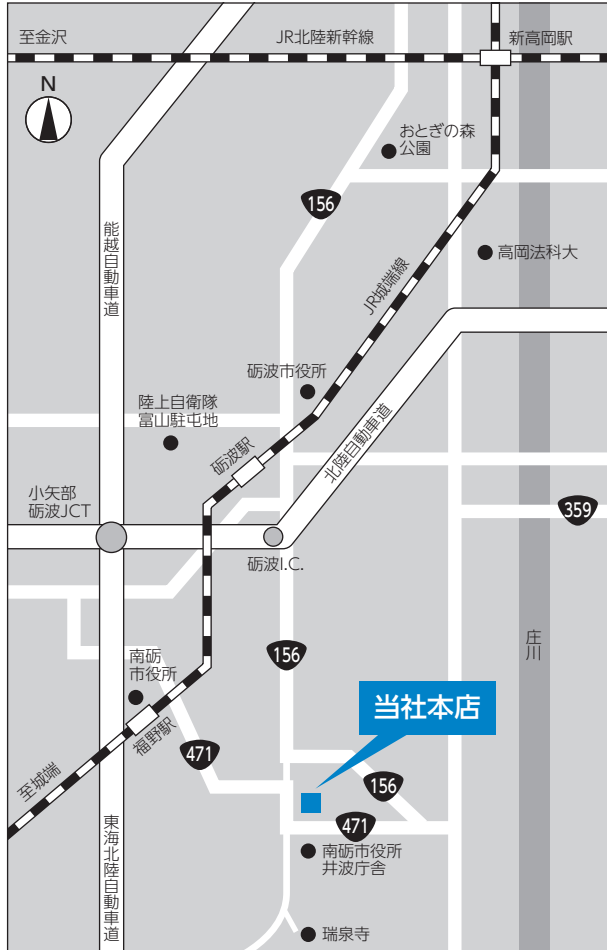 至金沢
JR北陸新幹線
新高岡駅
N
おとぎの森
公園
156
能越自動車道
高岡法科大
JR城端線
砺波市役所
陸上自衛隊
富山駐屯地
砺波駅
北陸自動車道
小矢部
砺波JCT
359
砺波I.C.
庄川
156
南砺
市役所
当社本店
福野駅
471
至城端
156
471
東海北陸自動車道
南砺市役所
井波庁舎
瑞泉寺